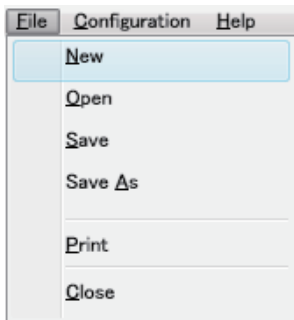 File Configuration Help
New
Open
Save
Save As
Print
Close